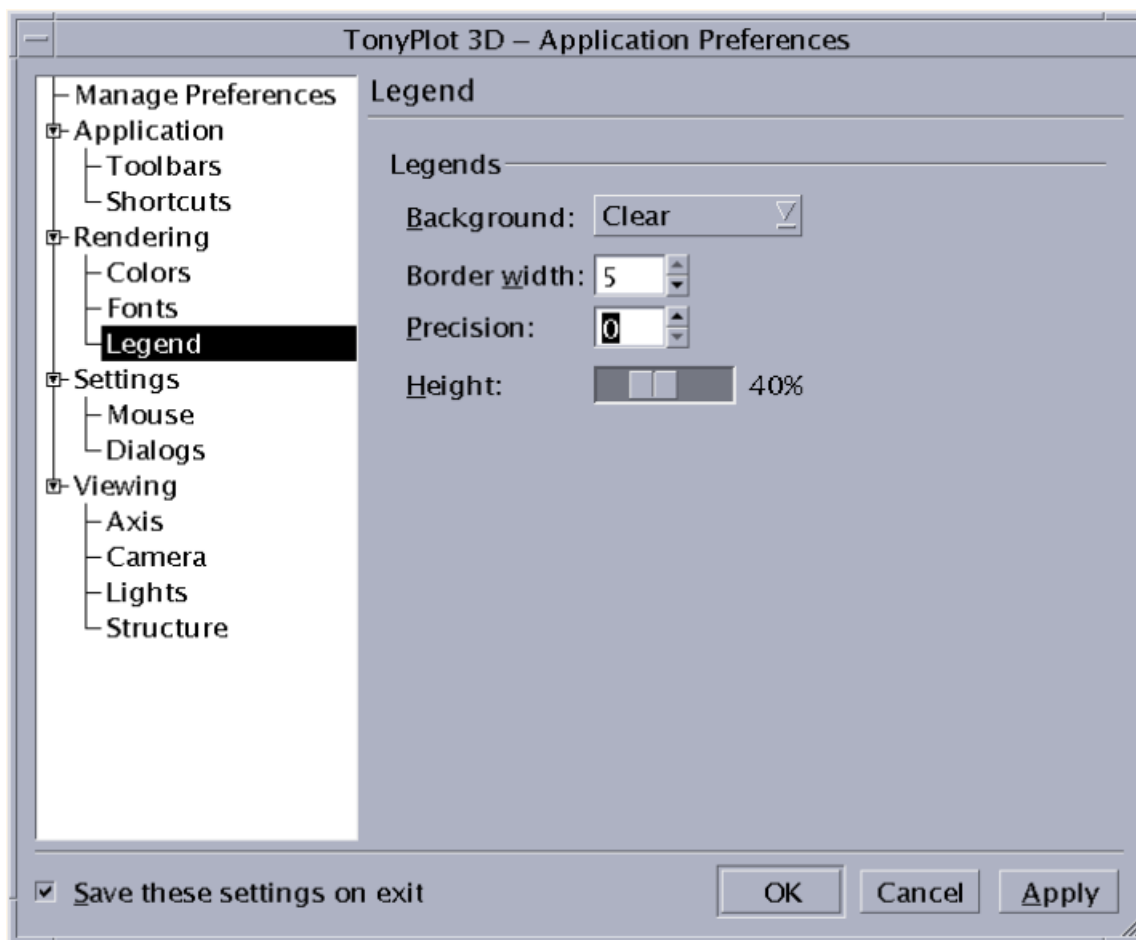 TonyPlot 3D – Application Preferences
Manage Preferences
Application
Toolbars
Shortcuts
Rendering
Colors
Fonts
Legend
Settings
Mouse
Dialogs
Viewing
Axis
Camera
Lights
Structure
Legend
Legends
Background: Clear
Border width: 5
Precision: 0
Height: 40%
Save these settings on exit
OK Cancel Apply